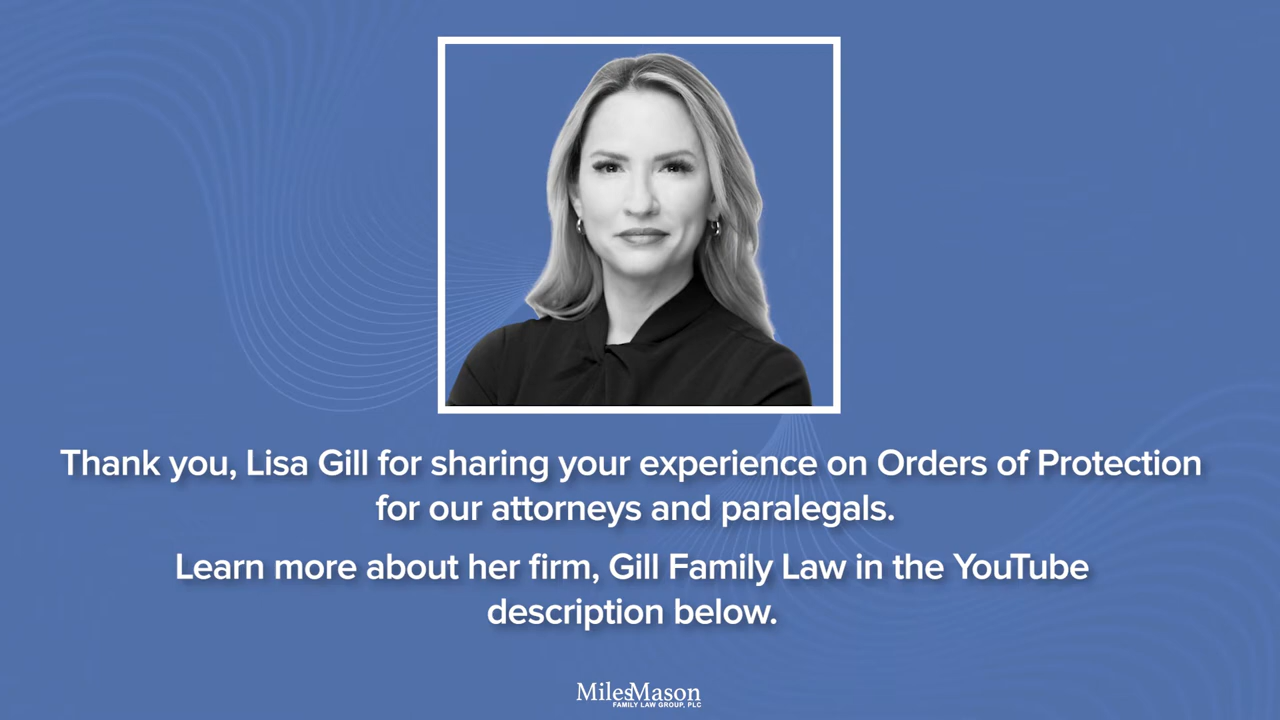 Thank you, Lisa Gill for sharing your experience on Orders of Protection
for our attorneys and paralegals.
Learn more about her firm, Gill Family Law in the YouTube
description below.
MilesMason
FAMILY LAW GROUP, PLC